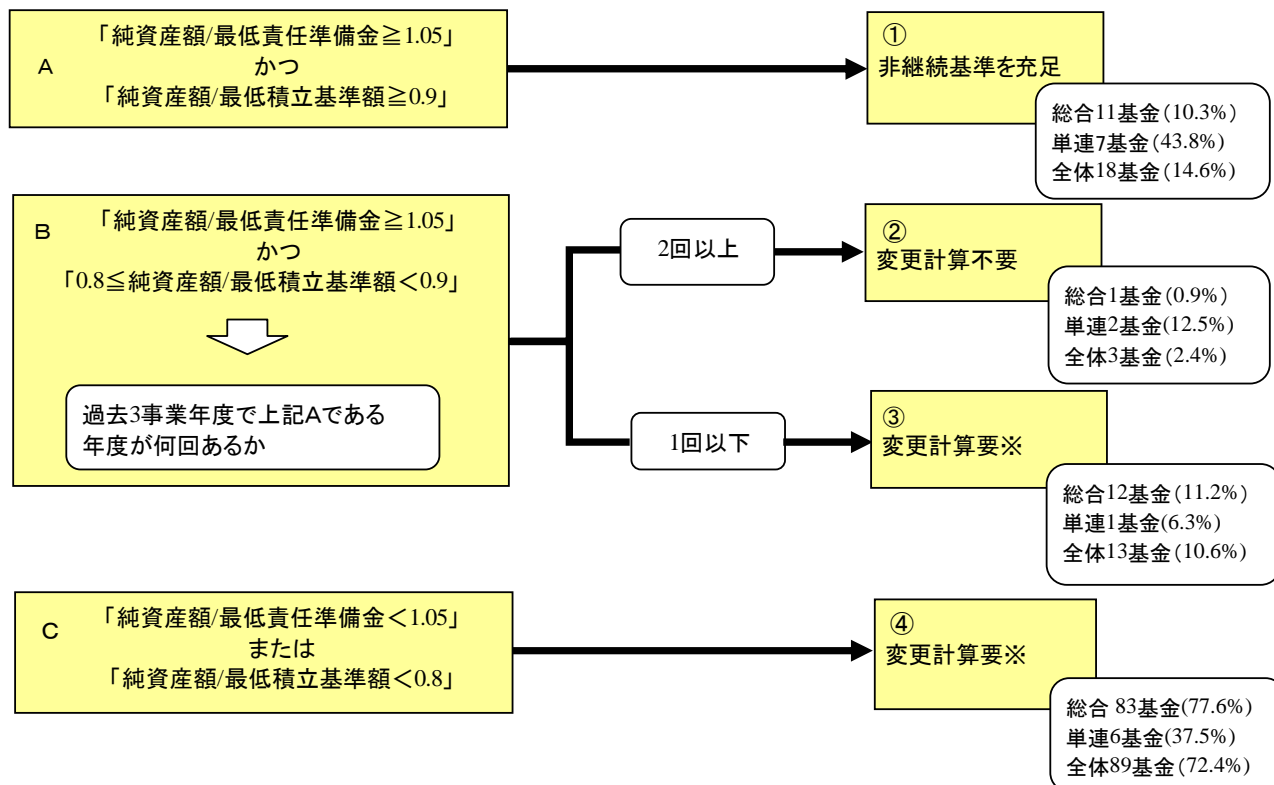 A
「純資産額/最低責任準備金≧1.05」
かつ
「純資産額/最低積立基準額≧0.9」
①
非継続基準を充足
総合11基金(10.3%)
単連7基金(43.8%)
全体18基金(14.6%)
B
「純資産額/最低責任準備金≧1.05」
かつ
「0.8≦純資産額/最低積立基準額<0.9」
過去3事業年度で上記Aである
年度が何回あるか
2回以上
②
変更計算不要
総合1基金(0.9%)
単連2基金(12.5%)
全体3基金(2.4%)
1回以下
③
変更計算要※
総合12基金(11.2%)
単連1基金(6.3%)
全体13基金(10.6%)
C
「純資産額/最低責任準備金<1.05」
または
「純資産額/最低積立基準額<0.8」
④
変更計算要※
総合 83基金(77.6%)
単連6基金(37.5%)
全体89基金(72.4%)